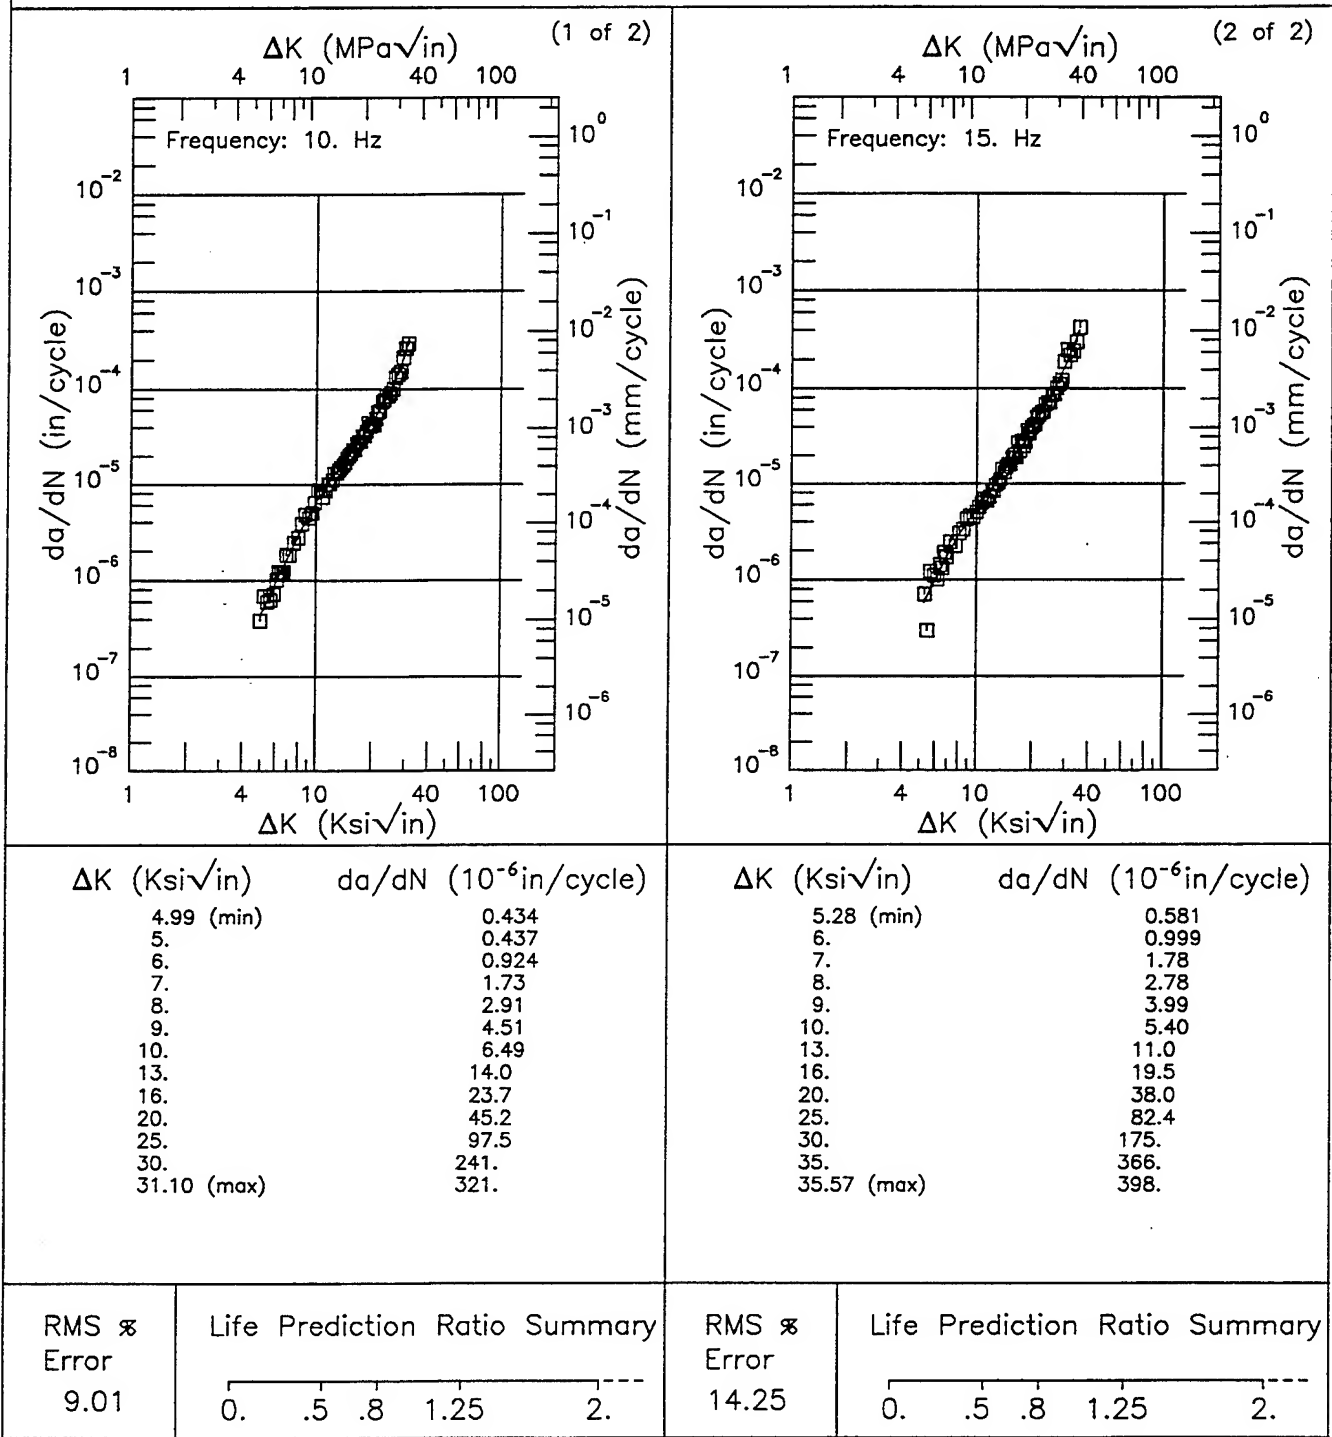 (1 of 2)
ΔK (MPa√in)
1 4 10 40 100
Frequency: 10. Hz
10⁰
10⁻²
10⁻¹
10⁻³
10⁻²
10⁻⁴
10⁻³
10⁻⁵
10⁻⁴
10⁻⁶
10⁻⁵
10⁻⁷
10⁻⁶
10⁻⁸
da/dN (in/cycle)
da/dN (mm/cycle)
1 4 10 40 100
ΔK (Ksi√in)
(2 of 2)
ΔK (MPa√in)
1 4 10 40 100
Frequency: 15. Hz
10⁰
10⁻²
10⁻¹
10⁻³
10⁻²
10⁻⁴
10⁻³
10⁻⁵
10⁻⁴
10⁻⁶
10⁻⁵
10⁻⁷
10⁻⁶
10⁻⁸
da/dN (in/cycle)
da/dN (mm/cycle)
1 4 10 40 100
ΔK (Ksi√in)
ΔK (Ksi√in) da/dN (10⁻⁶in/cycle)
4.99 (min) 0.434
5. 0.437
6. 0.924
7. 1.73
8. 2.91
9. 4.51
10. 6.49
13. 14.0
16. 23.7
20. 45.2
25. 97.5
30. 241.
31.10 (max) 321.
ΔK (Ksi√in) da/dN (10⁻⁶in/cycle)
5.28 (min) 0.581
6. 0.999
7. 1.78
8. 2.78
9. 3.99
10. 5.40
13. 11.0
16. 19.5
20. 38.0
25. 82.4
30. 175.
35. 366.
35.57 (max) 398.
RMS %
Error
9.01
Life Prediction Ratio Summary
0. .5 .8 1.25 2.
RMS %
Error
14.25
Life Prediction Ratio Summary
0. .5 .8 1.25 2.